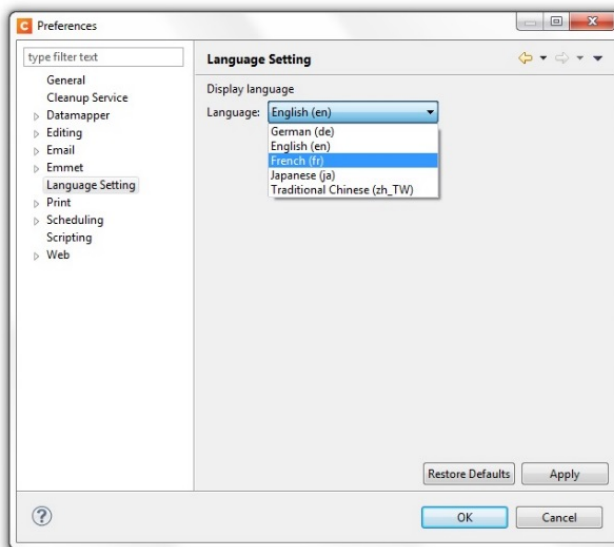 C Preferences
type filter text
General
Cleanup Service
Datamapper
Editing
Email
Emmet
Language Setting
Print
Scheduling
Scripting
Web
Language Setting
Display language
Language: English (en)
German (de)
English (en)
French (fr)
Japanese (ja)
Traditional Chinese (zh_TW)
Restore Defaults Apply
? OK Cancel